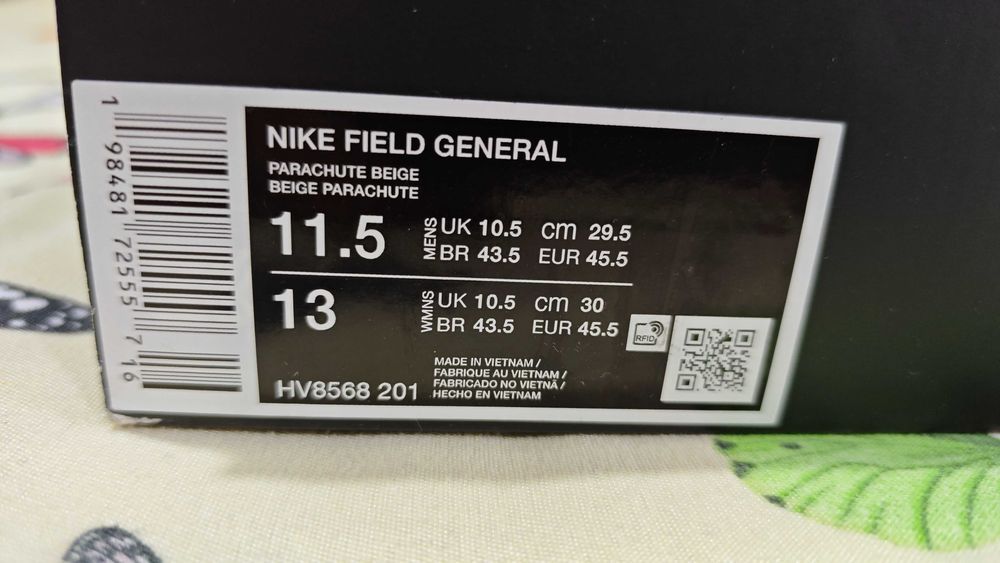 1 98481 72555 7 16
NIKE FIELD GENERAL
PARACHUTE BEIGE
BEIGE PARACHUTE
11.5
MENS
UK 10.5 CM 29.5
BR 43.5 EUR 45.5
13
WMNS
UK 10.5 CM 30
BR 43.5 EUR 45.5
RFID
HV8568 201
MADE IN VIETNAM /
FABRIQUE AU VIETNAM /
FABRICADO NO VIETNÃ /
HECHO EN VIETNAM